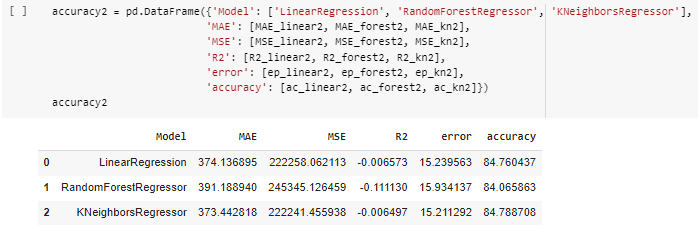 [ ] accuracy2 = pd.DataFrame({'Model': ['LinearRegression', 'RandomForestRegressor', 'KNeighborsRegressor'],
'MAE': [MAE_linear2, MAE_forest2, MAE_kn2],
'MSE': [MSE_linear2, MSE_forest2, MSE_kn2],
'R2': [R2_linear2, R2_forest2, R2_kn2],
'error': [ep_linear2, ep_forest2, ep_kn2],
'accuracy': [ac_linear2, ac_forest2, ac_kn2]})
accuracy2
Model MAE MSE R2 error accuracy
0 LinearRegression 374.136895 222258.062113 -0.006573 15.239563 84.760437
1 RandomForestRegressor 391.188940 245345.126459 -0.111130 15.934137 84.065863
2 KNeighborsRegressor 373.442818 222241.455938 -0.006497 15.211292 84.788708